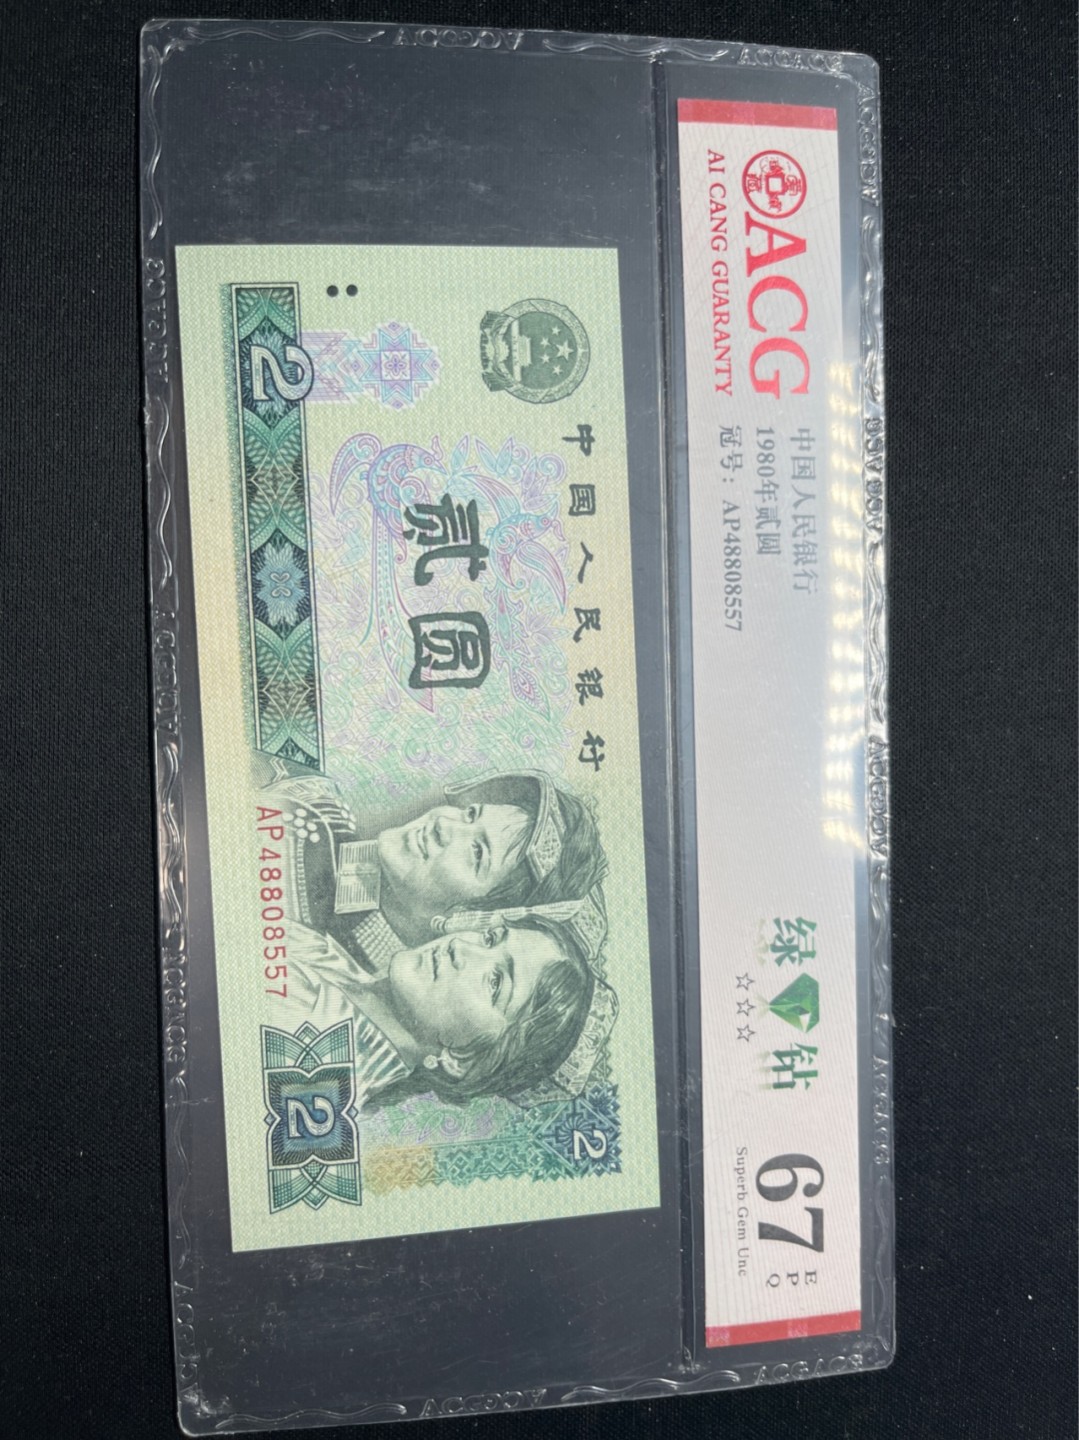 ACG
AI CANG GUARANTY
中国人民银行
1980年贰圆
冠号：AP48808557
绿钻
☆☆☆
67
EPQ
Superb Gem Unc
中国人民银行
贰圆
2
AP48808557
2
2